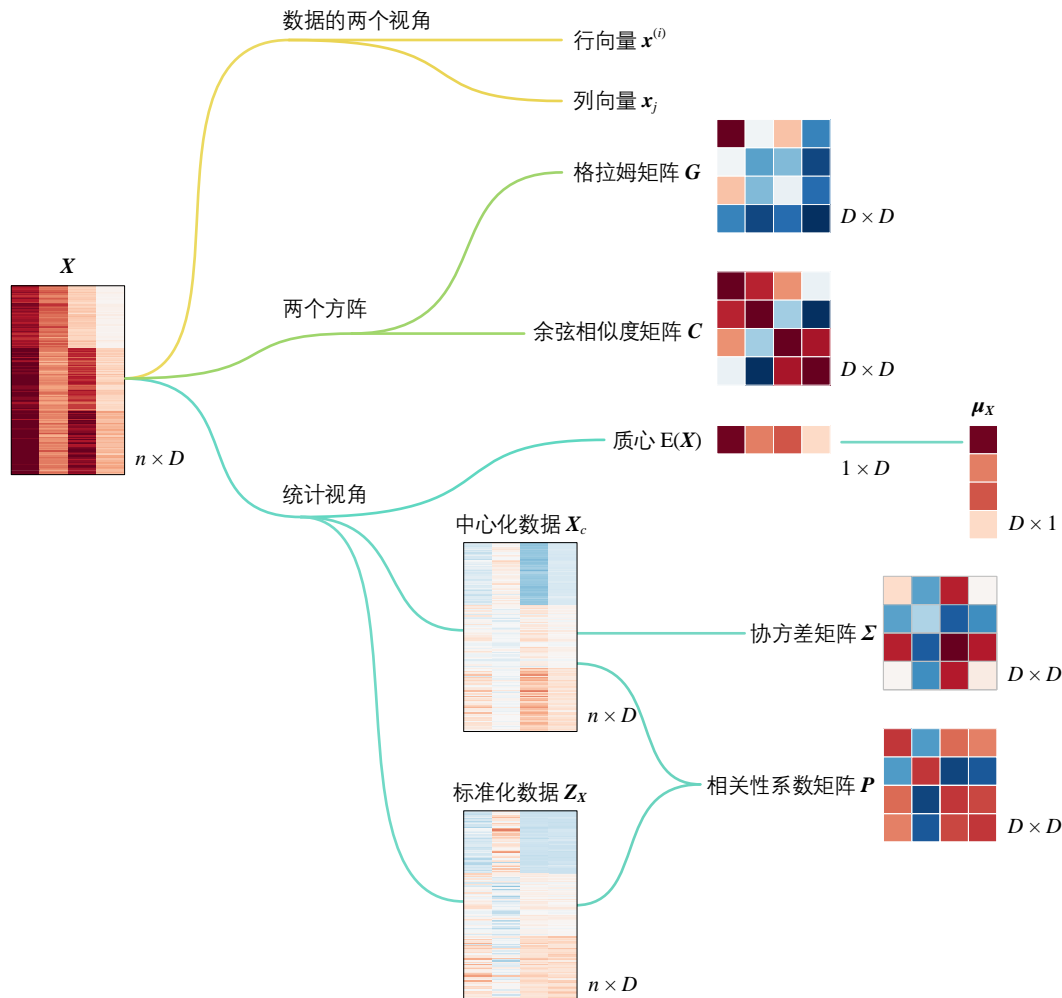 数据的两个视角
行向量 x^(i)
列向量 x_j
格拉姆矩阵 G
D × D
X
两个方阵
余弦相似度矩阵 C
D × D
n × D
质心 E(X)
1 × D
μ_X
D × 1
统计视角
中心化数据 X_c
n × D
协方差矩阵 Σ
D × D
标准化数据 Z_X
n × D
相关性系数矩阵 P
D × D